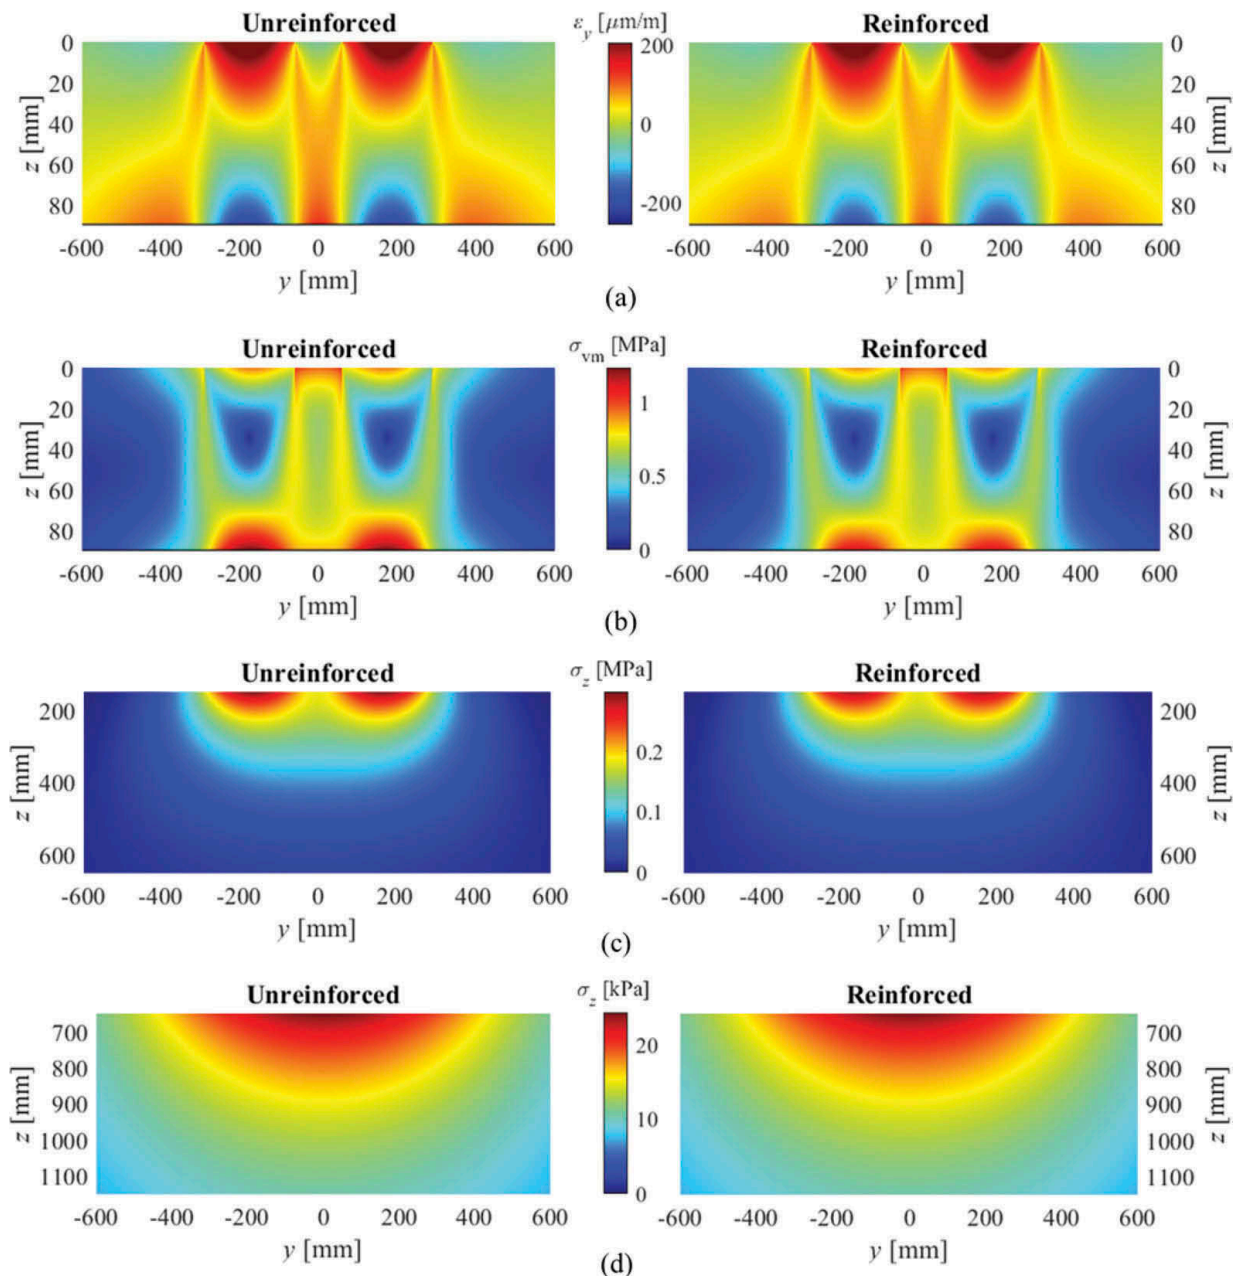 Unreinforced εy [μm/m] Reinforced
0 200 0
20 20
z [mm] 40 0 40 z [mm]
60 60
80 -200 80
-600 -400 -200 0 200 400 600 -600 -400 -200 0 200 400 600
y [mm] y [mm]
(a)
Unreinforced σvm [MPa] Reinforced
0 0
20 1 20
z [mm] 40 40 z [mm]
60 0.5 60
80 0 80
-600 -400 -200 0 200 400 600 -600 -400 -200 0 200 400 600
y [mm] y [mm]
(b)
Unreinforced σz [MPa] Reinforced
200 0.2 200
z [mm] 400 0.1 400 z [mm]
600 0 600
-600 -400 -200 0 200 400 600 -600 -400 -200 0 200 400 600
y [mm] y [mm]
(c)
Unreinforced σz [kPa] Reinforced
700 20 700
800 800
z [mm] 900 10 900 z [mm]
1000 1000
1100 0 1100
-600 -400 -200 0 200 400 600 -600 -400 -200 0 200 400 600
y [mm] y [mm]
(d)